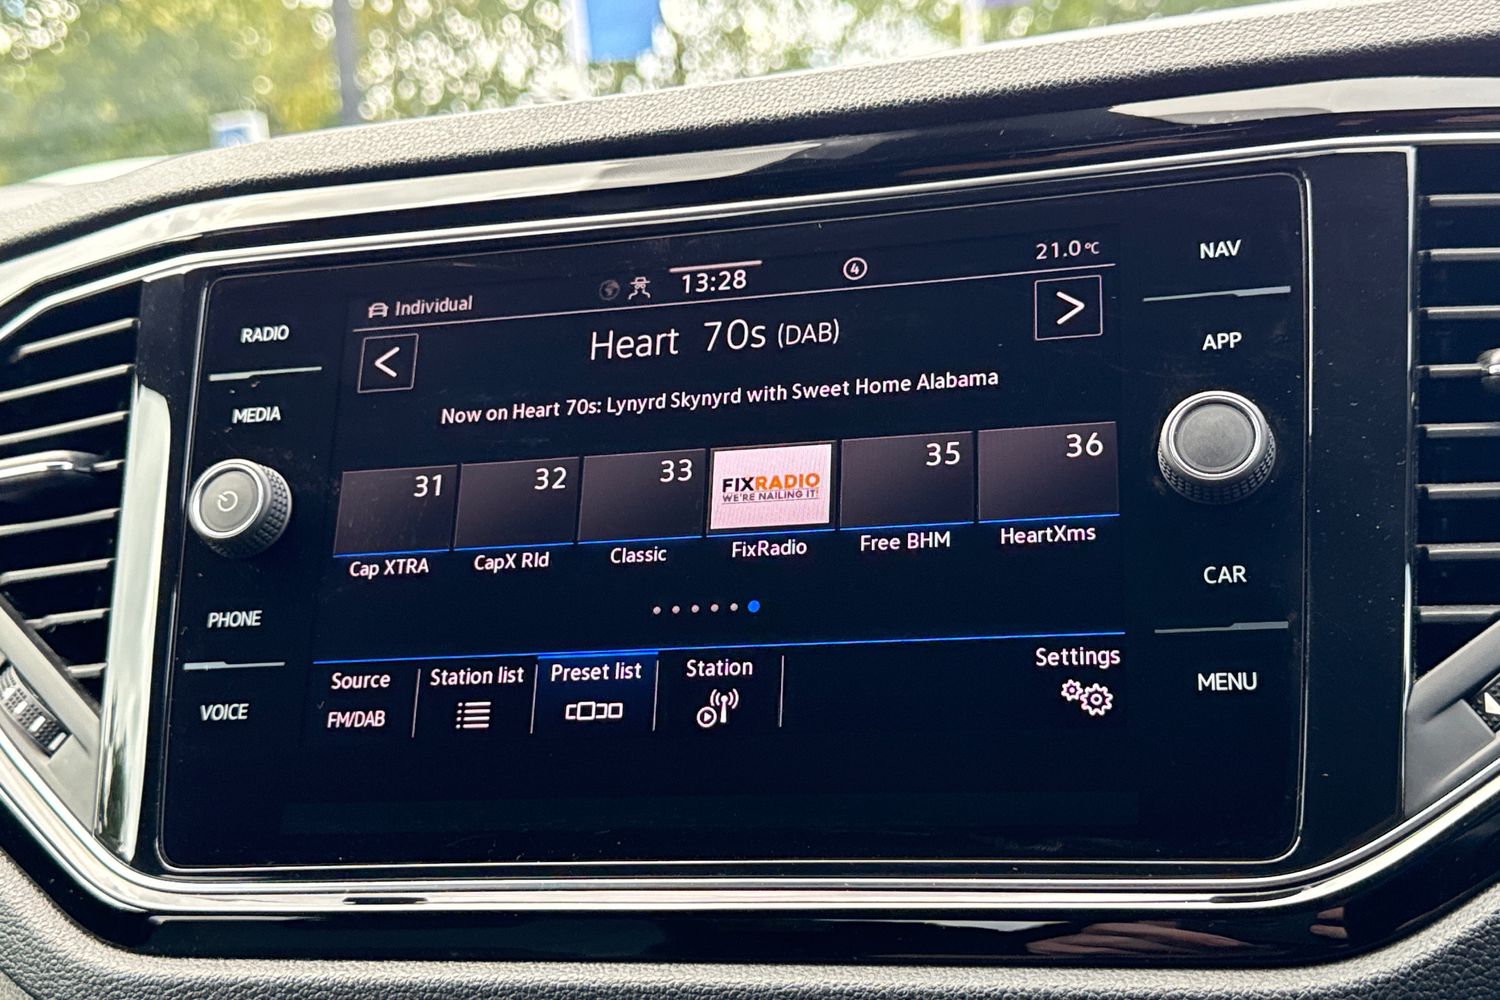 Individual
13:28
4
21.0°C
Heart 70s (DAB)
Now on Heart 70s: Lynyrd Skynyrd with Sweet Home Alabama
31
32
33
35
36
FIXRADIO
WE'RE NAILING IT!
Cap XTRA
CapX Rld
Classic
FixRadio
Free BHM
HeartXms
Source
FM/DAB
Station list
Preset list
Station
Settings
RADIO
MEDIA
PHONE
VOICE
NAV
APP
CAR
MENU